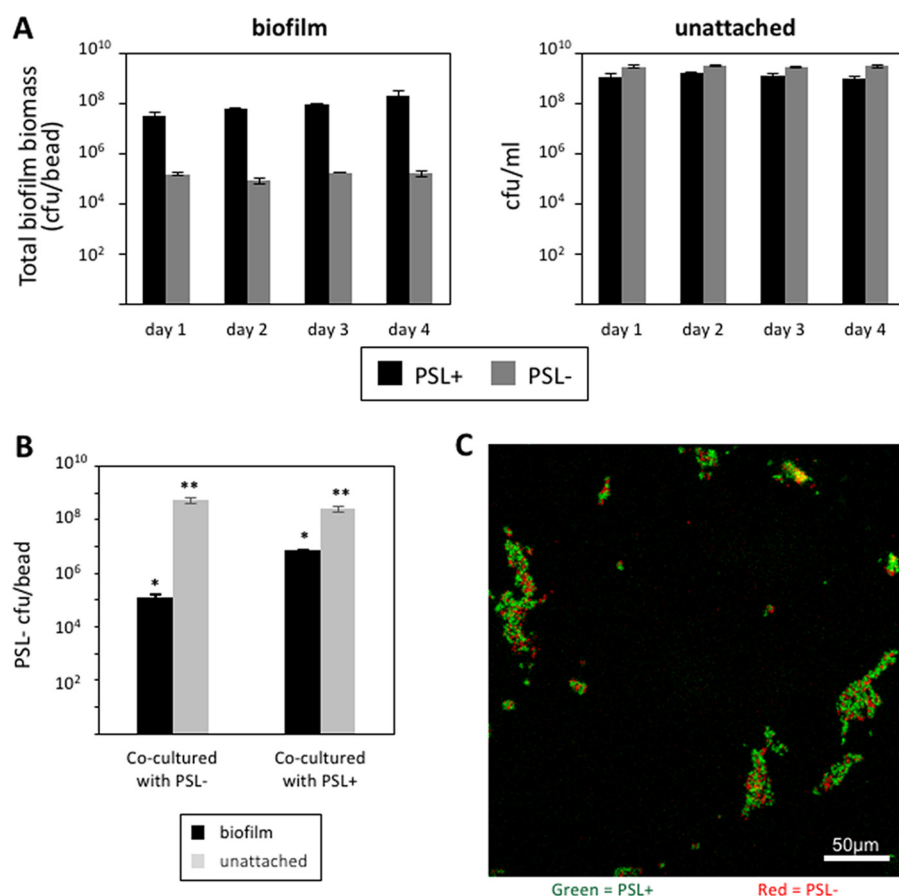 A
biofilm
unattached
Total biofilm biomass
(cfu/bead)
10^10
10^8
10^6
10^4
10^2
day 1 day 2 day 3 day 4
cfu/ml
10^10
10^8
10^6
10^4
10^2
day 1 day 2 day 3 day 4
PSL+ PSL-
B
PSL- cfu/bead
10^10
10^8
10^6
10^4
10^2
* ** * **
Co-cultured
with PSL-
Co-cultured
with PSL+
biofilm
unattached
C
50µm
Green = PSL+ Red = PSL-